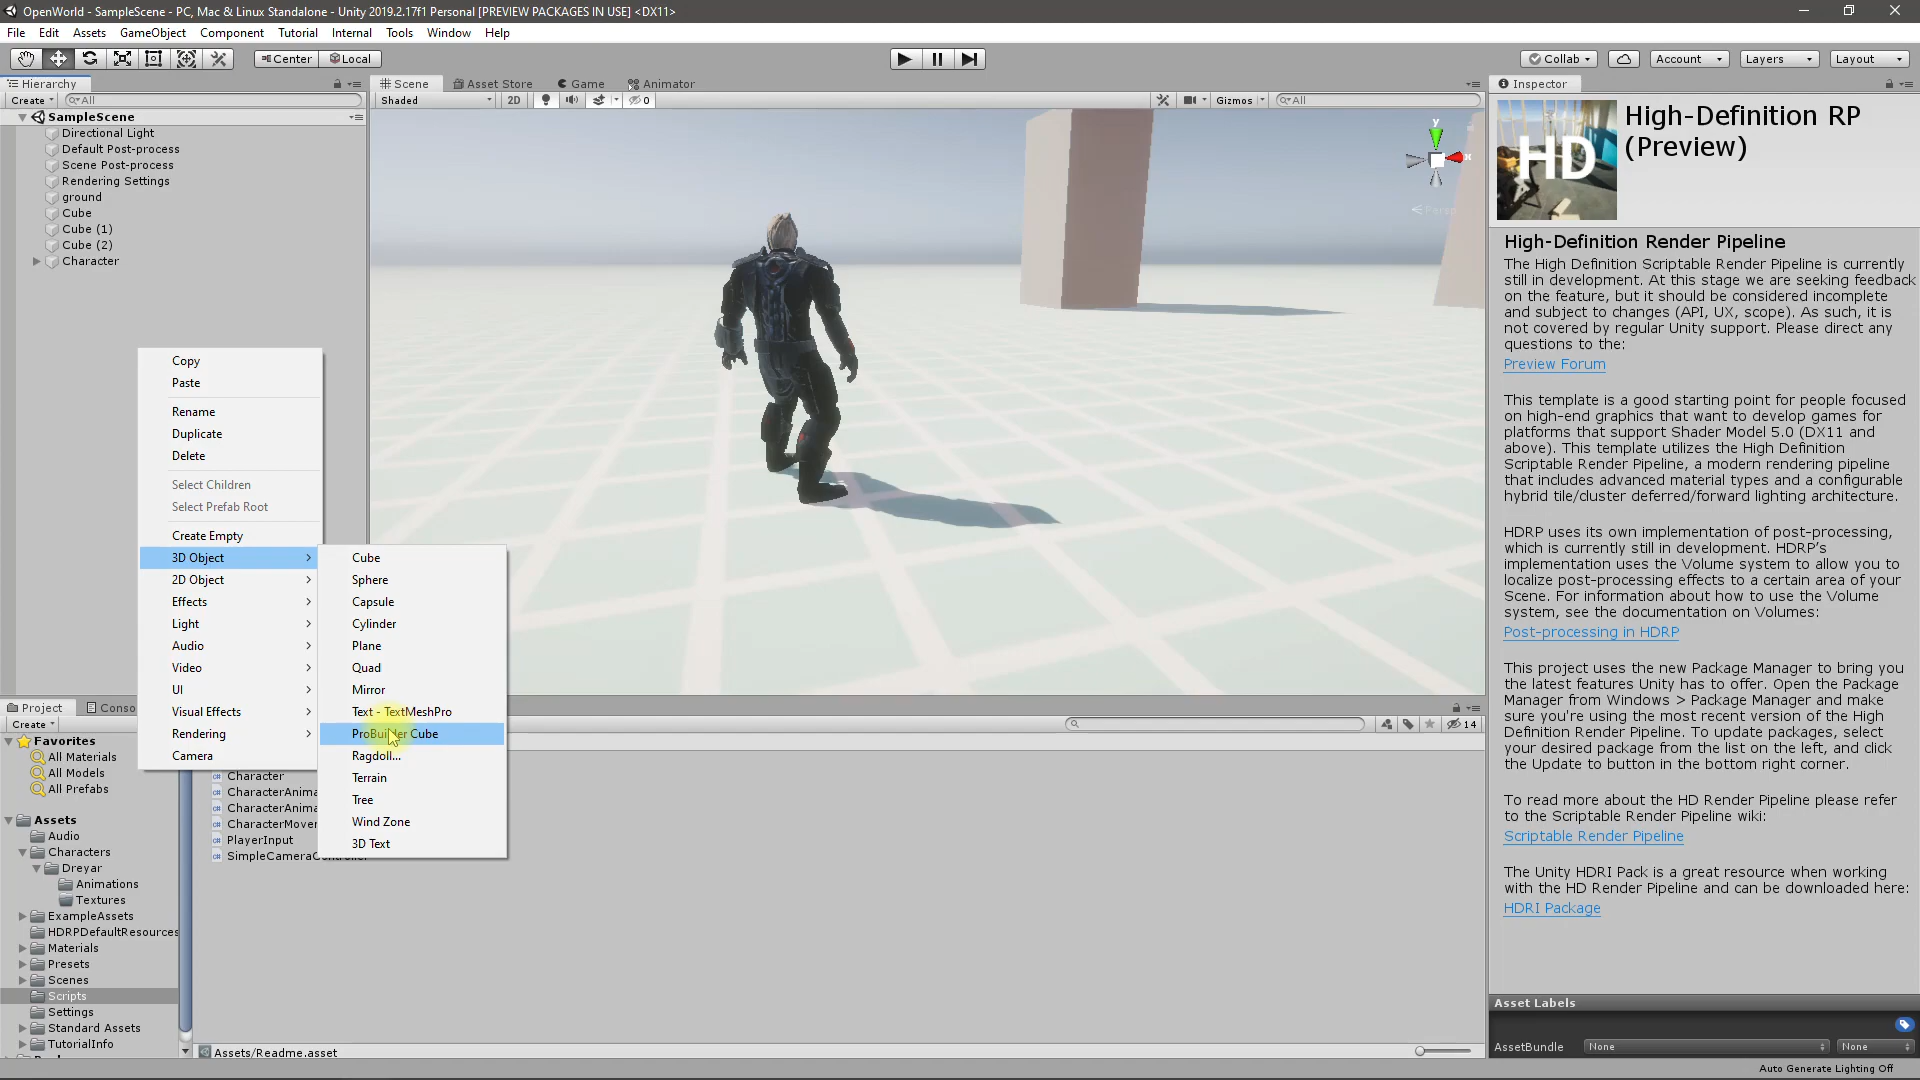 OpenWorld - SampleScene - PC, Mac & Linux Standalone - Unity 2019.2.17f1 Personal [PREVIEW PACKAGES IN USE] <DX11>
File Edit Assets GameObject Component Tutorial Internal Tools Window Help
Center Local Collab Account Layers Layout
Hierarchy
Create All
SampleScene
Directional Light
Default Post-process
Scene Post-process
Rendering Settings
ground
Cube
Cube (1)
Cube (2)
Character
Scene Asset Store Game Animator
Shaded 2D 0 Gizmos All
y
x
Persp
Copy
Paste
Rename
Duplicate
Delete
Select Children
Select Prefab Root
Create Empty
3D Object
2D Object
Effects
Light
Audio
Video
UI
Visual Effects
Rendering
Camera
Cube
Sphere
Capsule
Cylinder
Plane
Quad
Mirror
Text - TextMeshPro
ProBuilder Cube
Ragdoll...
Terrain
Tree
Wind Zone
3D Text
Project Conso
Create 14
Favorites
All Materials
All Models
All Prefabs
Assets
Audio
Characters
Dreyar
Animations
Textures
ExampleAssets
HDRPDefaultResources
Materials
Presets
Scenes
Scripts
Settings
Standard Assets
TutorialInfo
Character
CharacterAnima
CharacterAnima
CharacterMover
PlayerInput
SimpleCameraController
Assets/Readme.asset
Inspector
HD
High-Definition RP
(Preview)
High-Definition Render Pipeline
The High Definition Scriptable Render Pipeline is currently
still in development. At this stage we are seeking feedback
on the feature, but it should be considered incomplete
and subject to changes (API, UX, scope). As such, it is
not covered by regular Unity support. Please direct any
questions to the:
Preview Forum
This template is a good starting point for people focused
on high-end graphics that want to develop games for
platforms that support Shader Model 5.0 (DX11 and
above). This template utilizes the High Definition
Scriptable Render Pipeline, a modern rendering pipeline
that includes advanced material types and a configurable
hybrid tile/cluster deferred/forward lighting architecture.
HDRP uses its own implementation of post-processing,
which is currently still in development. HDRP's
implementation uses the Volume system to allow you to
localize post-processing effects to a certain area of your
Scene. For information about how to use the Volume
system, see the documentation on Volumes:
Post-processing in HDRP
This project uses the new Package Manager to bring you
the latest features Unity has to offer. Open the Package
Manager from Windows > Package Manager and make
sure you're using the most recent version of the High
Definition Render Pipeline. To update packages, select
your desired package from the list on the left, and click
the Update to button in the bottom right corner.
To read more about the HD Render Pipeline please refer
to the Scriptable Render Pipeline wiki:
Scriptable Render Pipeline
The Unity HDRI Pack is a great resource when working
with the HD Render Pipeline and can be downloaded here:
HDRI Package
Asset Labels
AssetBundle None None
Auto Generate Lighting Off